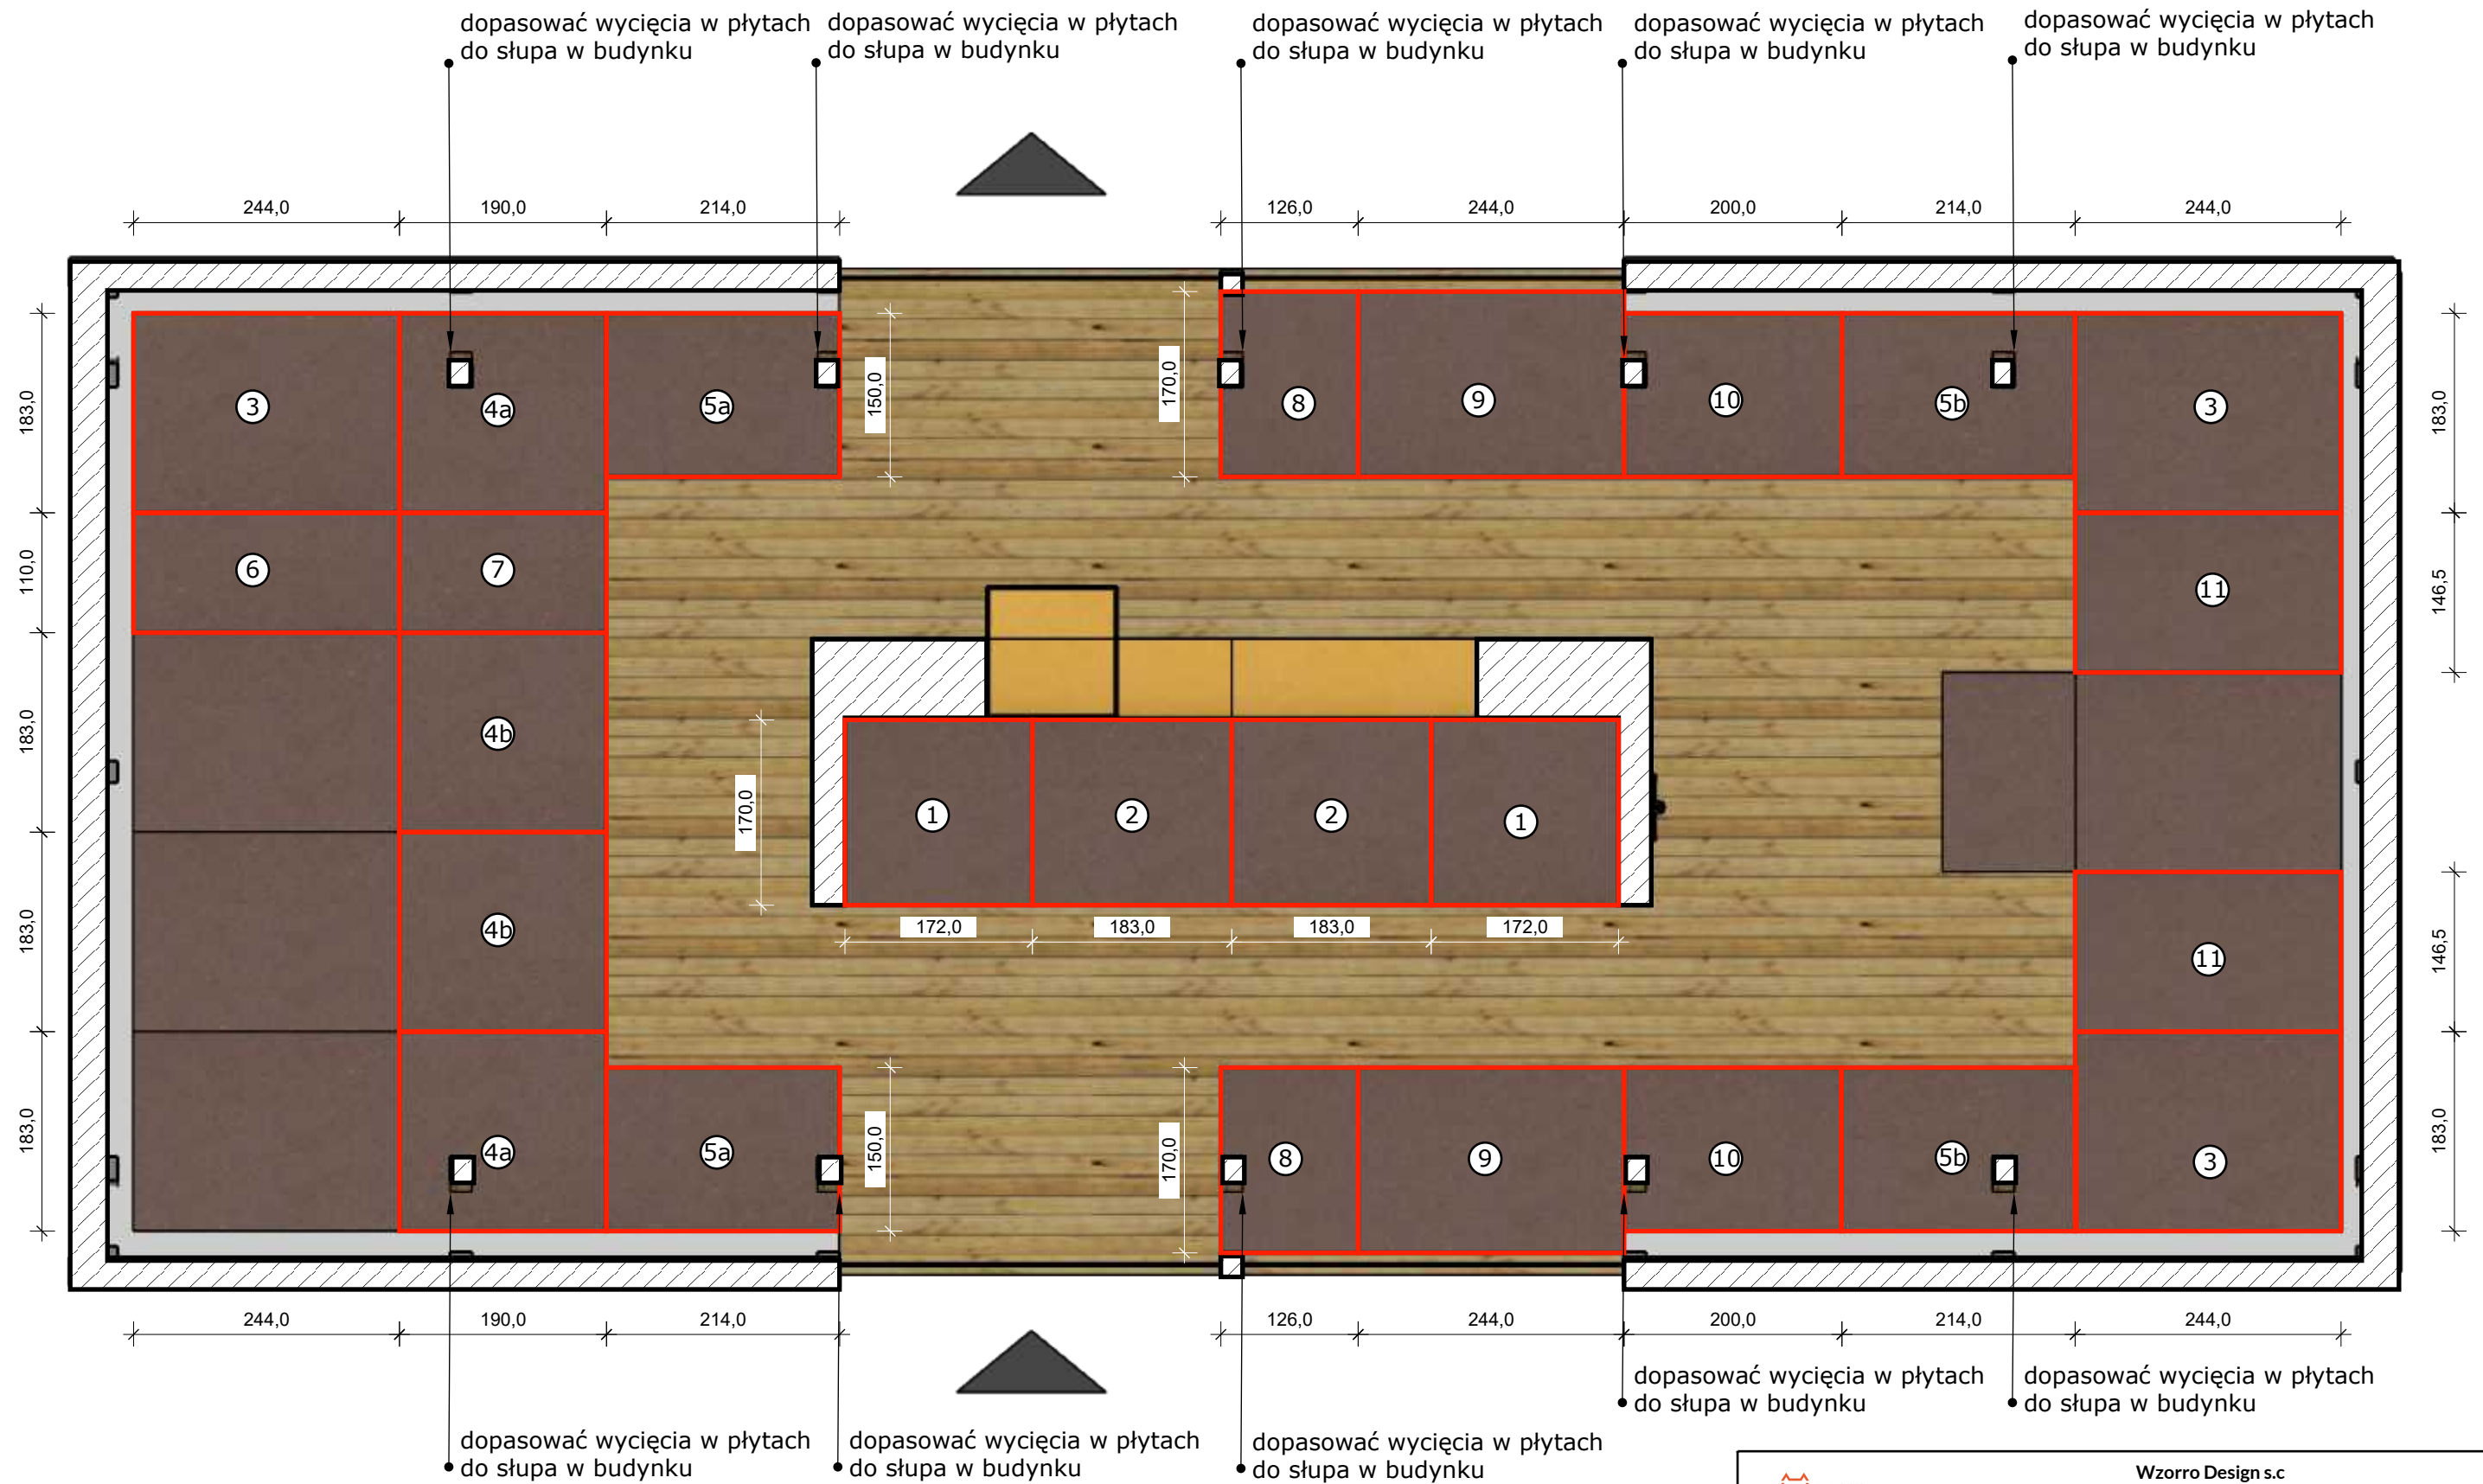 dopasować wycięcia w płytach
do słupa w budynku
dopasować wycięcia w płytach
do słupa w budynku
dopasować wycięcia w płytach
do słupa w budynku
dopasować wycięcia w płytach
do słupa w budynku
dopasować wycięcia w płytach
do słupa w budynku
244,0
190,0
214,0
126,0
244,0
200,0
214,0
244,0
183,0
3
4a
5a
150,0
170,0
8
9
10
5b
3
183,0
110,0
6
7
11
146,5
183,0
4b
170,0
1
2
2
1
172,0
183,0
183,0
172,0
183,0
4b
11
146,5
183,0
4a
5a
150,0
170,0
8
9
10
5b
3
183,0
244,0
190,0
214,0
126,0
244,0
200,0
214,0
244,0
dopasować wycięcia w płytach
do słupa w budynku
dopasować wycięcia w płytach
do słupa w budynku
dopasować wycięcia w płytach
do słupa w budynku
dopasować wycięcia w płytach
do słupa w budynku
dopasować wycięcia w płytach
do słupa w budynku
Wzorro Design s.c